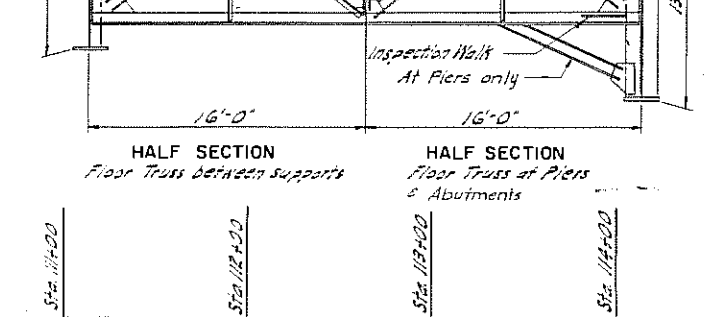 Inspection Walk
At Piers only
16'-0"
16'-0"
HALF SECTION
Floor Truss between supports
HALF SECTION
Floor Truss at Piers
& Abutments
Sta. 111+00
Sta. 112+00
Sta. 113+00
Sta. 114+00